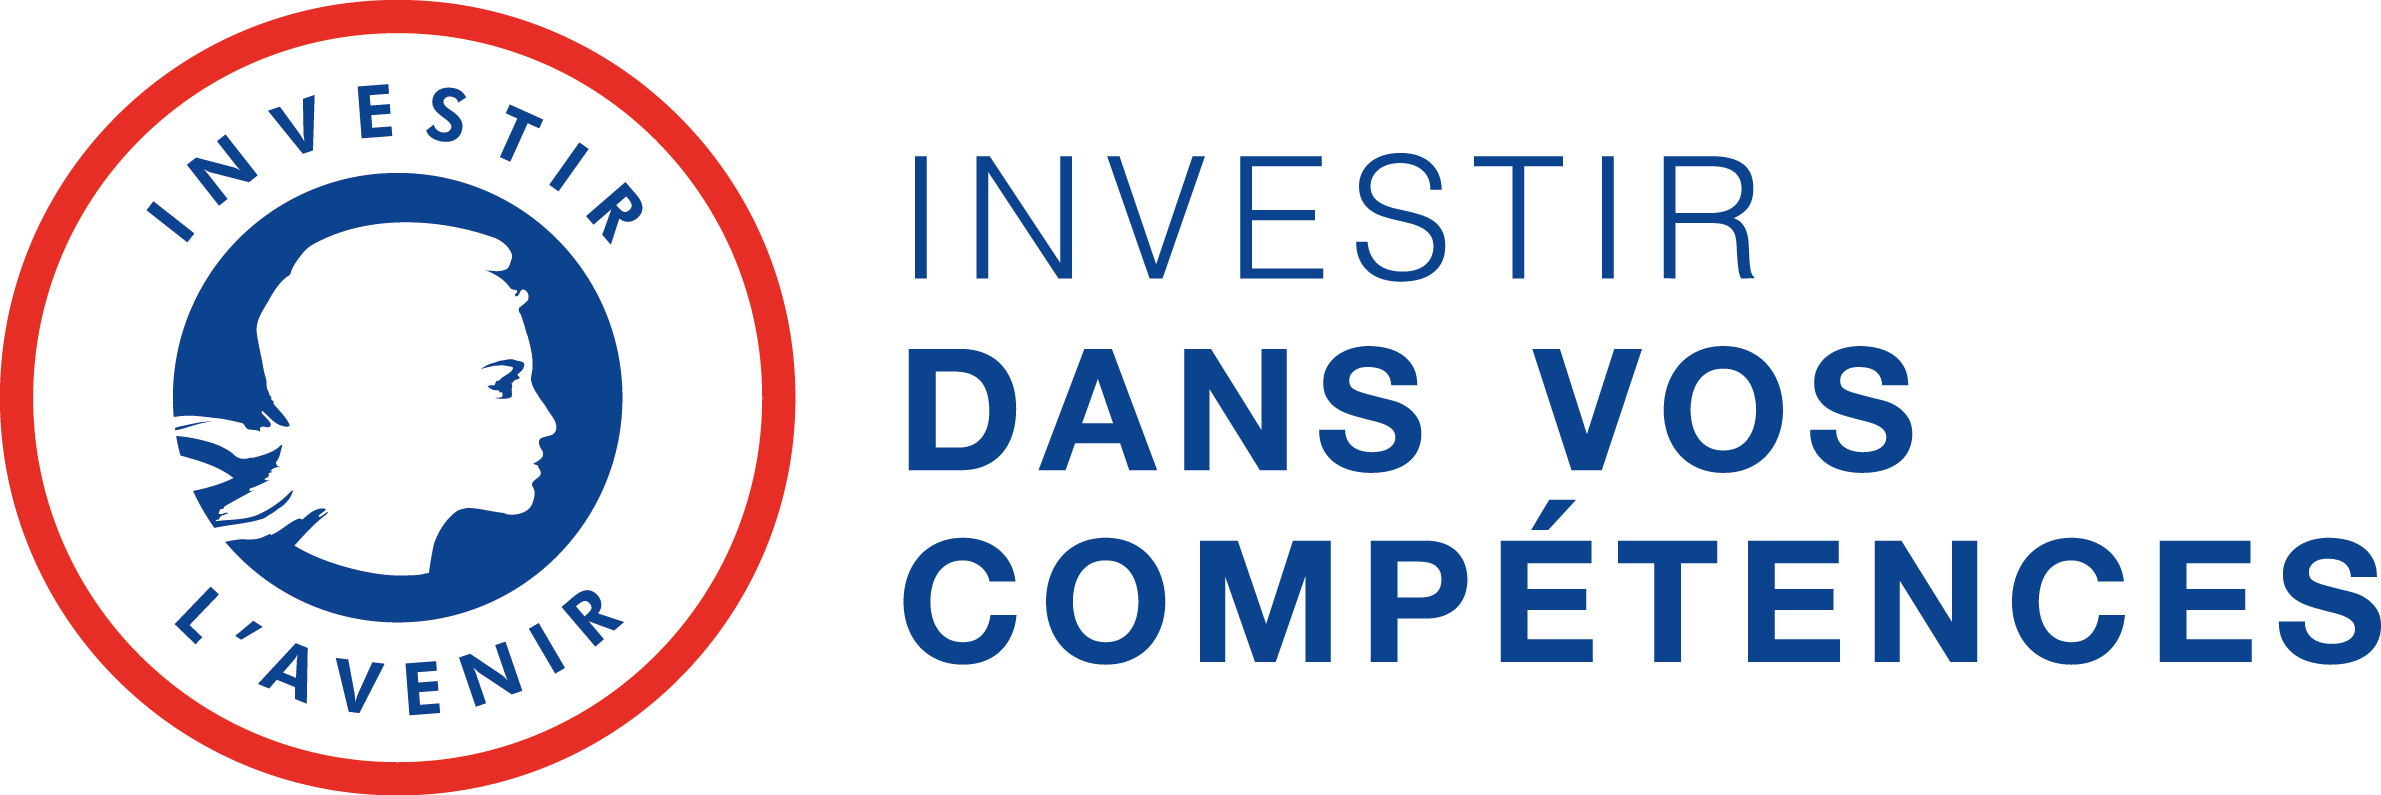 INVESTIR
L'AVENIR
INVESTIR
DANS VOS
COMPÉTENCES